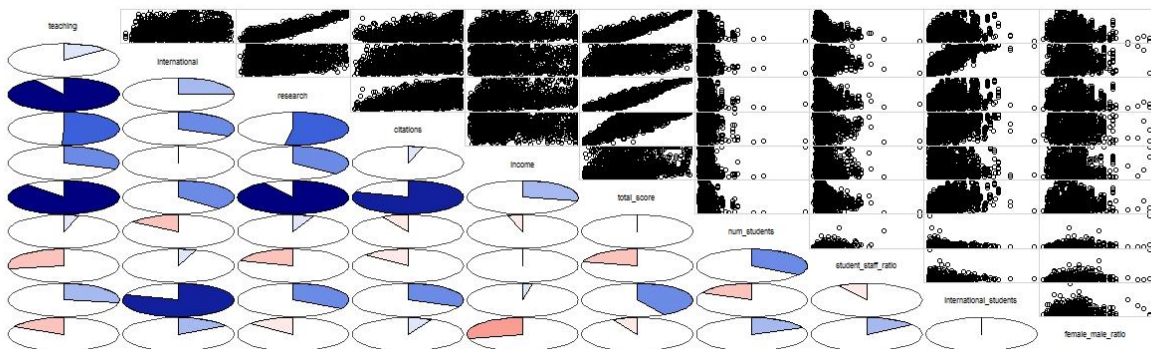 teaching
international
research
citations
income
total_score
num_students
student_staff_ratio
international_students
female_male_ratio